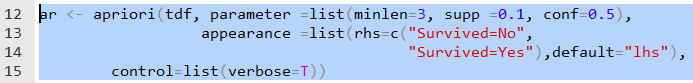 12 ar <- apriori(tdf, parameter =list(minlen=3, supp =0.1, conf=0.5),
13 appearance =list(rhs=c("Survived=No",
14 "Survived=Yes"),default="lhs"),
15 control=list(verbose=T))